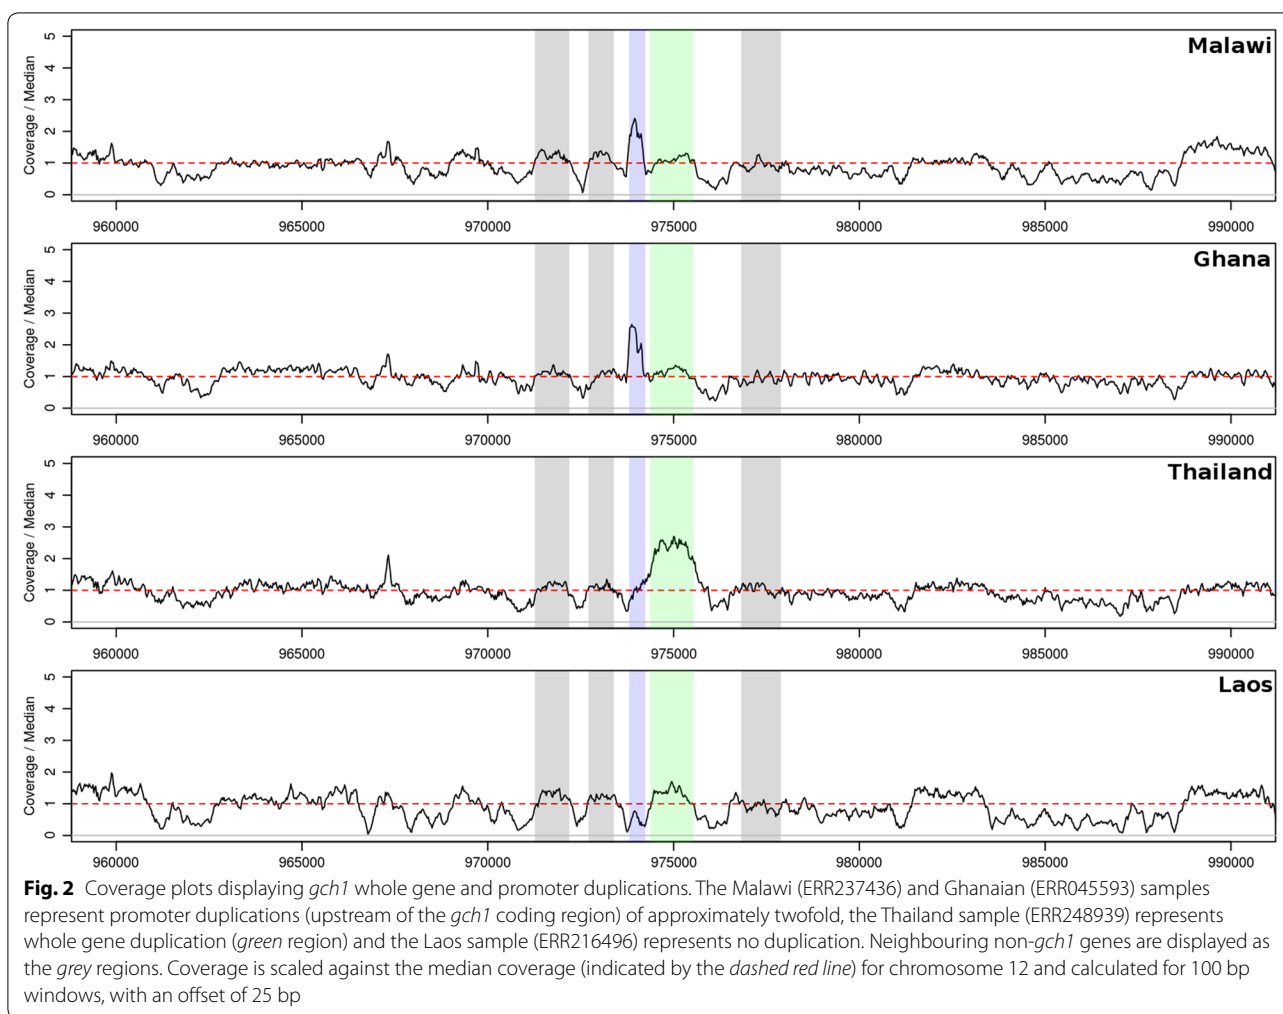 Malawi
5
4
3
2
1
0
Coverage / Median
960000 965000 970000 975000 980000 985000 990000
Ghana
5
4
3
2
1
0
Coverage / Median
960000 965000 970000 975000 980000 985000 990000
Thailand
5
4
3
2
1
0
Coverage / Median
960000 965000 970000 975000 980000 985000 990000
Laos
5
4
3
2
1
0
Coverage / Median
960000 965000 970000 975000 980000 985000 990000
Fig. 2 Coverage plots displaying gch1 whole gene and promoter duplications. The Malawi (ERR237436) and Ghanaian (ERR045593) samples
represent promoter duplications (upstream of the gch1 coding region) of approximately twofold, the Thailand sample (ERR248939) represents
whole gene duplication (green region) and the Laos sample (ERR216496) represents no duplication. Neighbouring non-gch1 genes are displayed as
the grey regions. Coverage is scaled against the median coverage (indicated by the dashed red line) for chromosome 12 and calculated for 100 bp
windows, with an offset of 25 bp